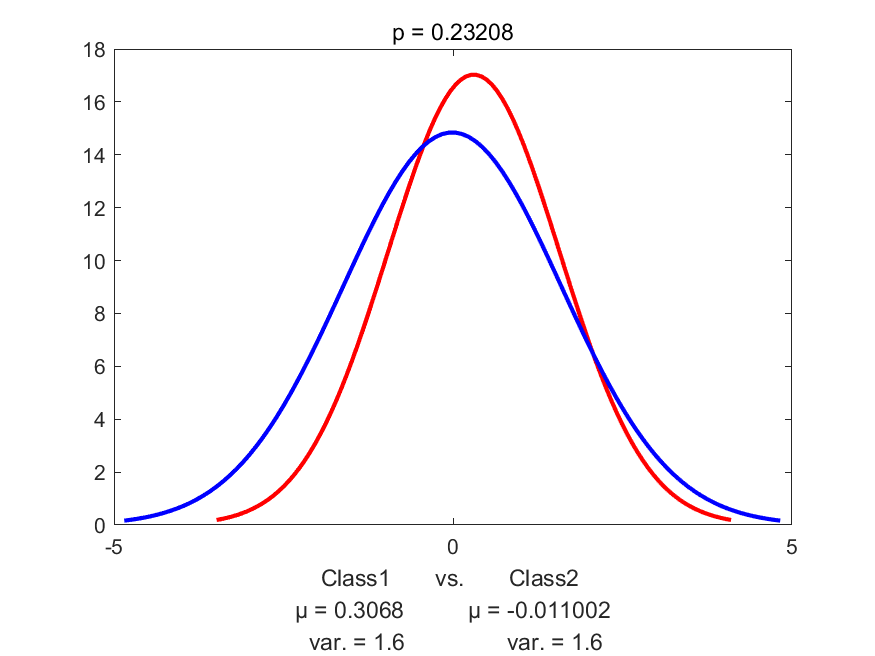 p = 0.23208
18
16
14
12
10
8
6
4
2
0
-5 0 5
Class1 vs. Class2
μ = 0.3068 μ = -0.011002
var. = 1.6 var. = 1.6